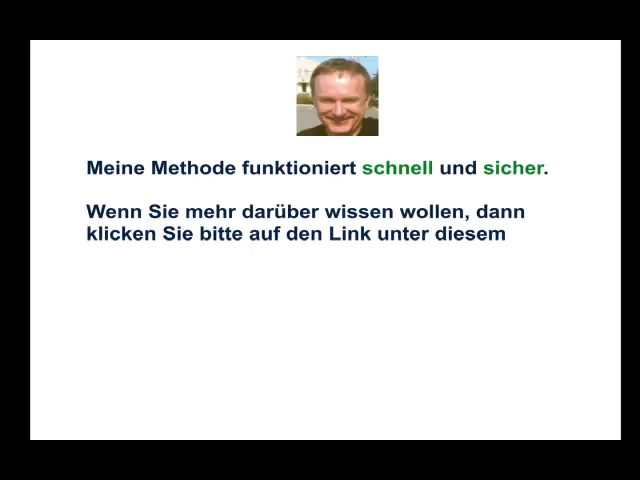 Meine Methode funktioniert schnell und sicher.
Wenn Sie mehr darüber wissen wollen, dann
klicken Sie bitte auf den Link unter diesem